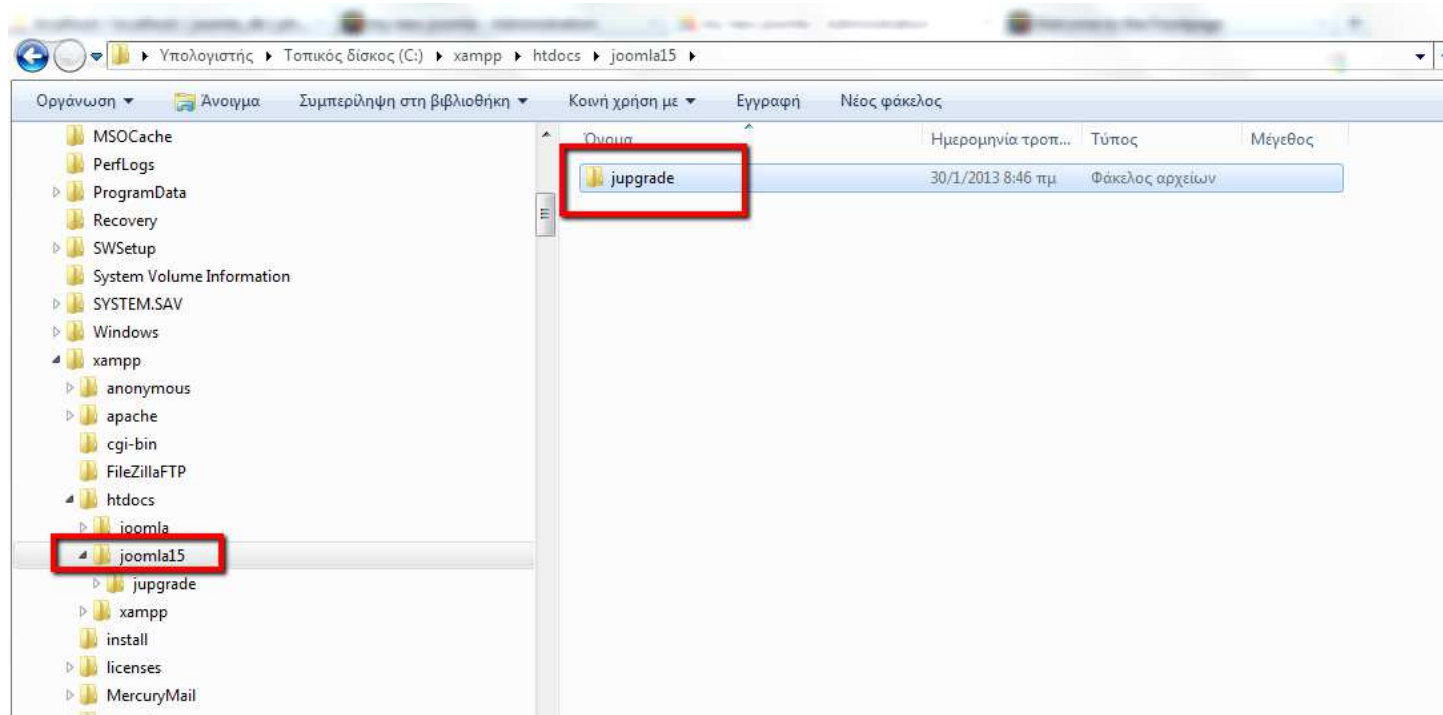 Υπολογιστής Τοπικός δίσκος (C:) xampp htdocs joomla15
Οργάνωση Άνοιγμα Συμπερίληψη στη βιβλιοθήκη Κοινή χρήση με Εγγραφή Νέος φάκελος
Όνομα Ημερομηνία τροπ... Τύπος Μέγεθος
jupgrade 30/1/2013 8:46 πμ Φάκελος αρχείων
MSOCache
PerfLogs
ProgramData
Recovery
SWSetup
System Volume Information
SYSTEM.SAV
Windows
xampp
anonymous
apache
cgi-bin
FileZillaFTP
htdocs
joomla
joomla15
jupgrade
xampp
install
licenses
MercuryMail